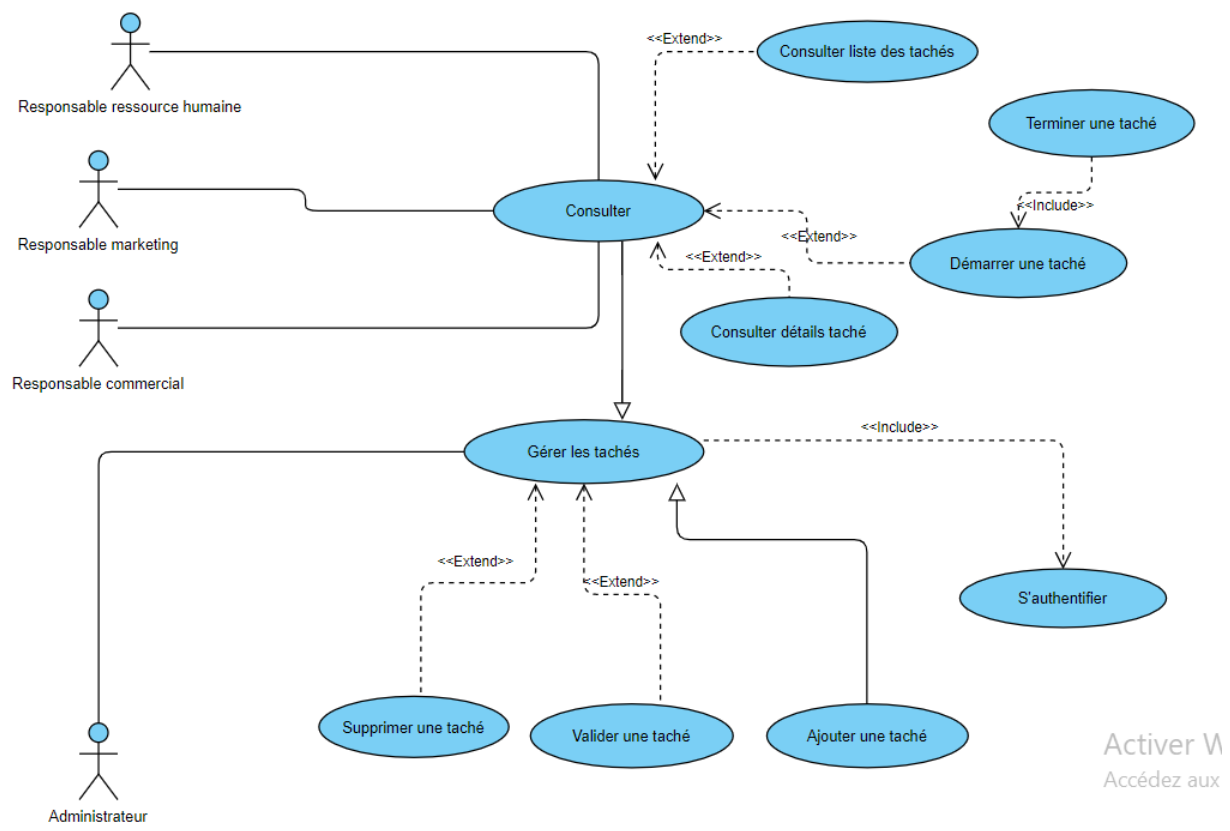 Responsable ressource humaine
<<Extend>>
Consulter liste des tachés
Terminer une taché
Responsable marketing
Consulter
<<Include>>
<<Extend>>
Démarrer une taché
<<Extend>>
Consulter détails taché
Responsable commercial
Gérer les tachés
<<Include>>
<<Extend>>
<<Extend>>
S'authentifier
Supprimer une taché
Valider une taché
Ajouter une taché
Administrateur
Activer W
Accédez aux